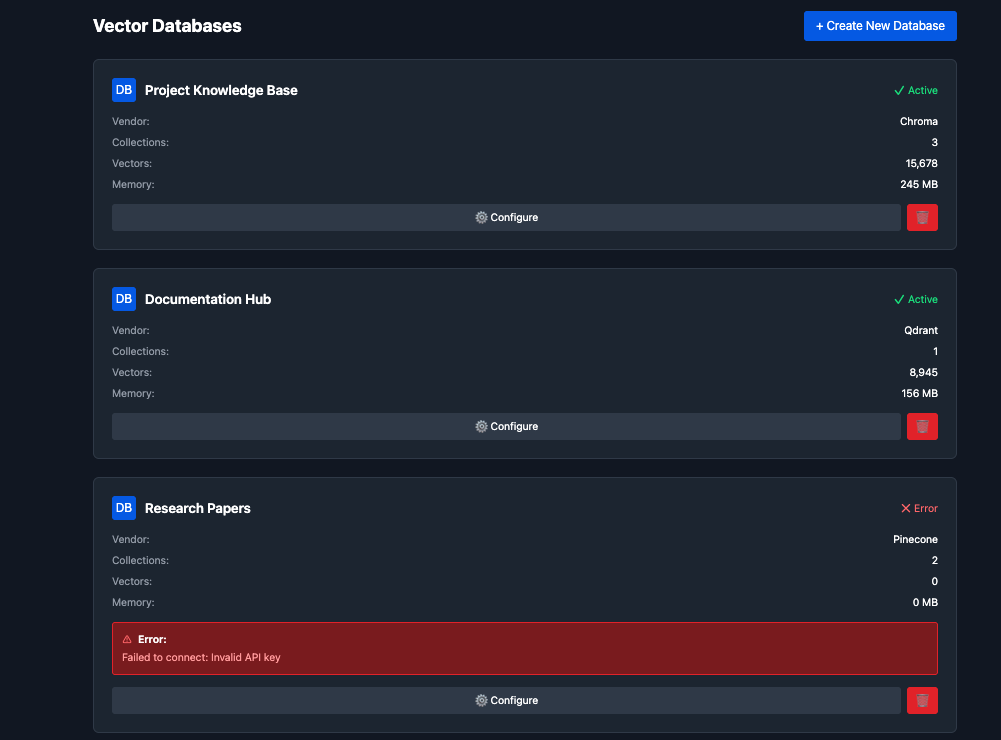 Vector Databases
+ Create New Database
DB Project Knowledge Base ✓ Active
Vendor: Chroma
Collections: 3
Vectors: 15,678
Memory: 245 MB
Configure
DB Documentation Hub ✓ Active
Vendor: Qdrant
Collections: 1
Vectors: 8,945
Memory: 156 MB
Configure
DB Research Papers ✕ Error
Vendor: Pinecone
Collections: 2
Vectors: 0
Memory: 0 MB
⚠ Error:
Failed to connect: Invalid API key
Configure